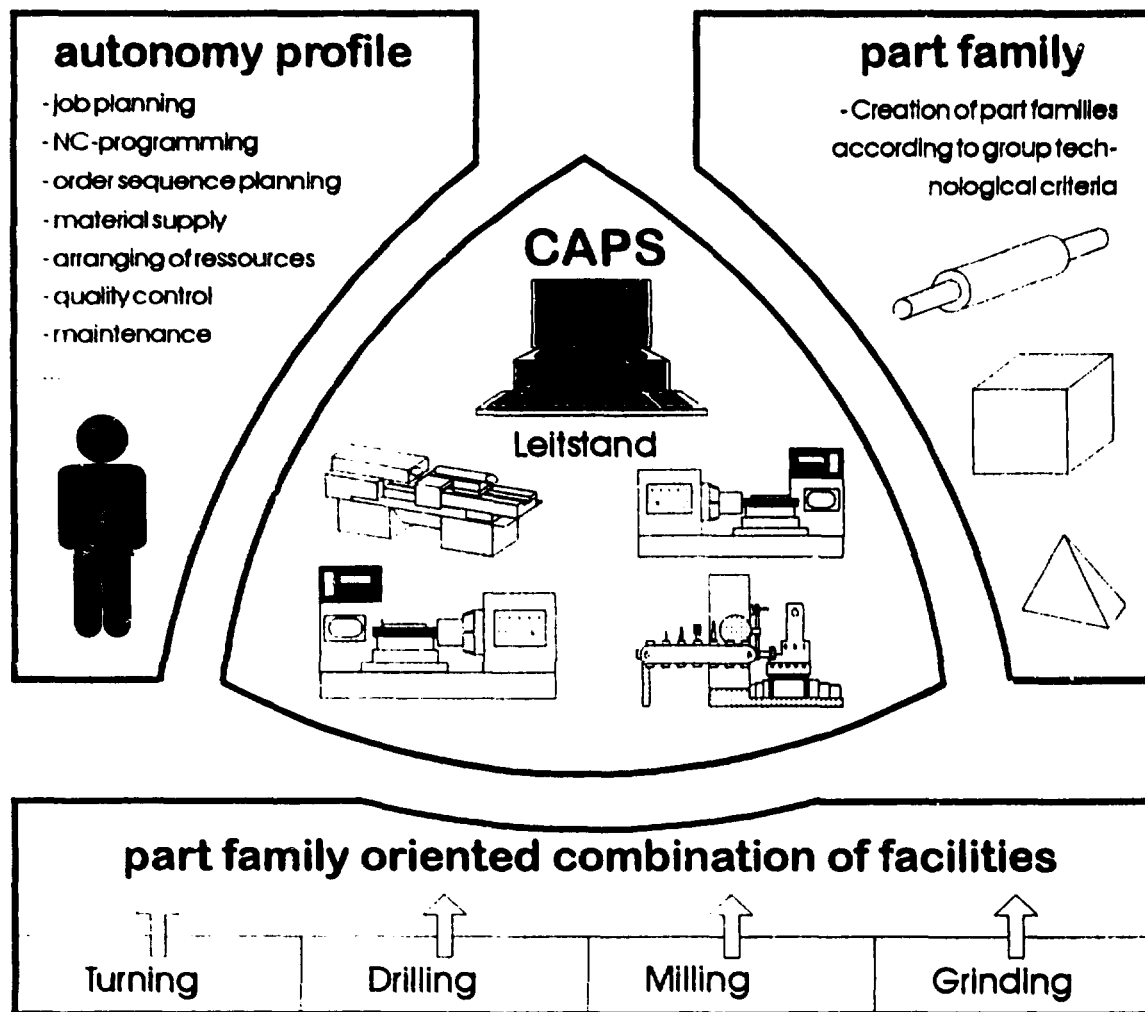 autonomy profile
- job planning
- NC-programming
- order sequence planning
- material supply
- arranging of ressources
- quality control
- maintenance
...
part family
- Creation of part families
according to group tech-
nological criteria
CAPS
Leitstand
part family oriented combination of facilities
Turning
Drilling
Milling
Grinding